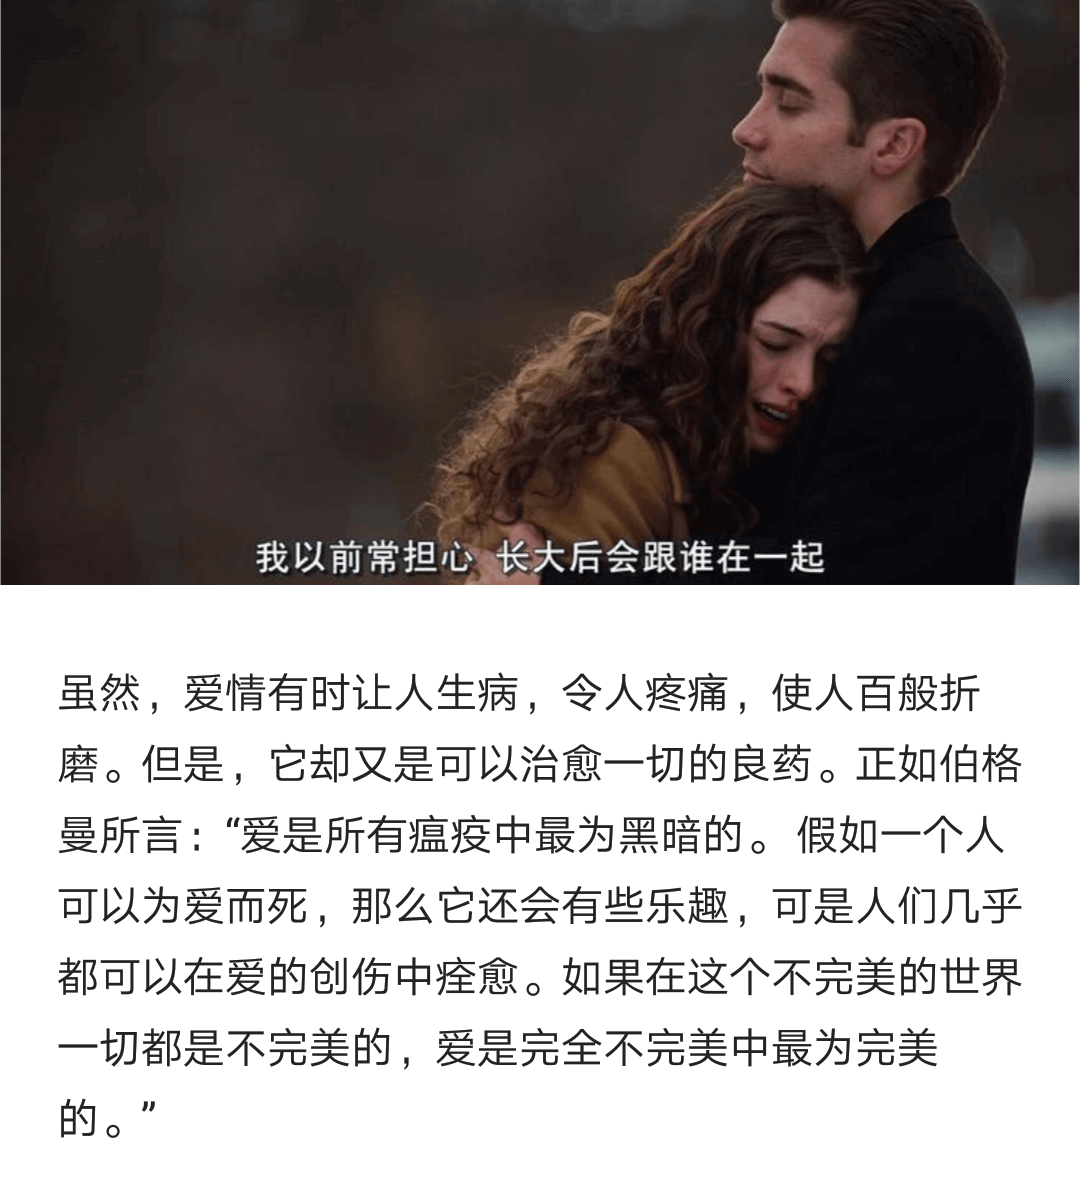 我以前常担心 长大后会跟谁在一起
虽然，爱情有时让人生病，令人疼痛，使人百般折
磨。但是，它却又是可以治愈一切的良药。正如伯格
曼所言：“爱是所有瘟疫中最为黑暗的。 假如一个人
可以为爱而死，那么它还会有些乐趣，可是人们几乎
都可以在爱的创伤中痊愈。如果在这个不完美的世界
一切都是不完美的，爱是完全不完美中最为完美
的。”